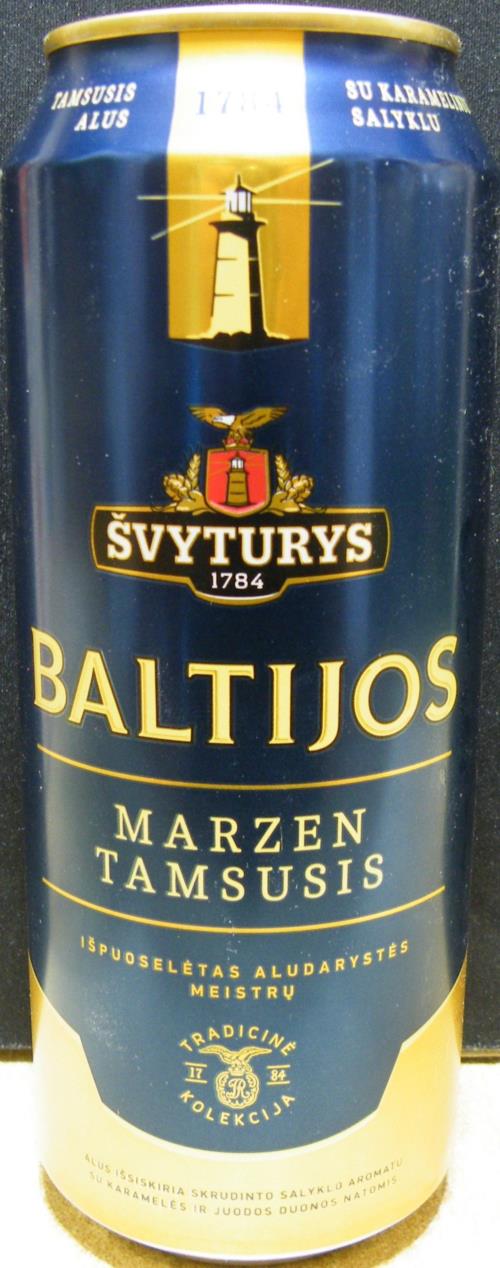 TAMSUSIS
ALUS
1784
SU KARAMELINIU
SALYKLU
ŠVYTURYS
1784
BALTIJOS
MARZEN
TAMSUSIS
IŠPUOSELĖTAS ALUDARYSTĖS
MEISTRŲ
TRADICINĖ
17 84
KOLEKCIJA
ALUS IŠSISKIRIA SKRUDINTO SALYKLO AROMATU
SU KARAMELĖS IR JUODOS DUONOS NATOMIS